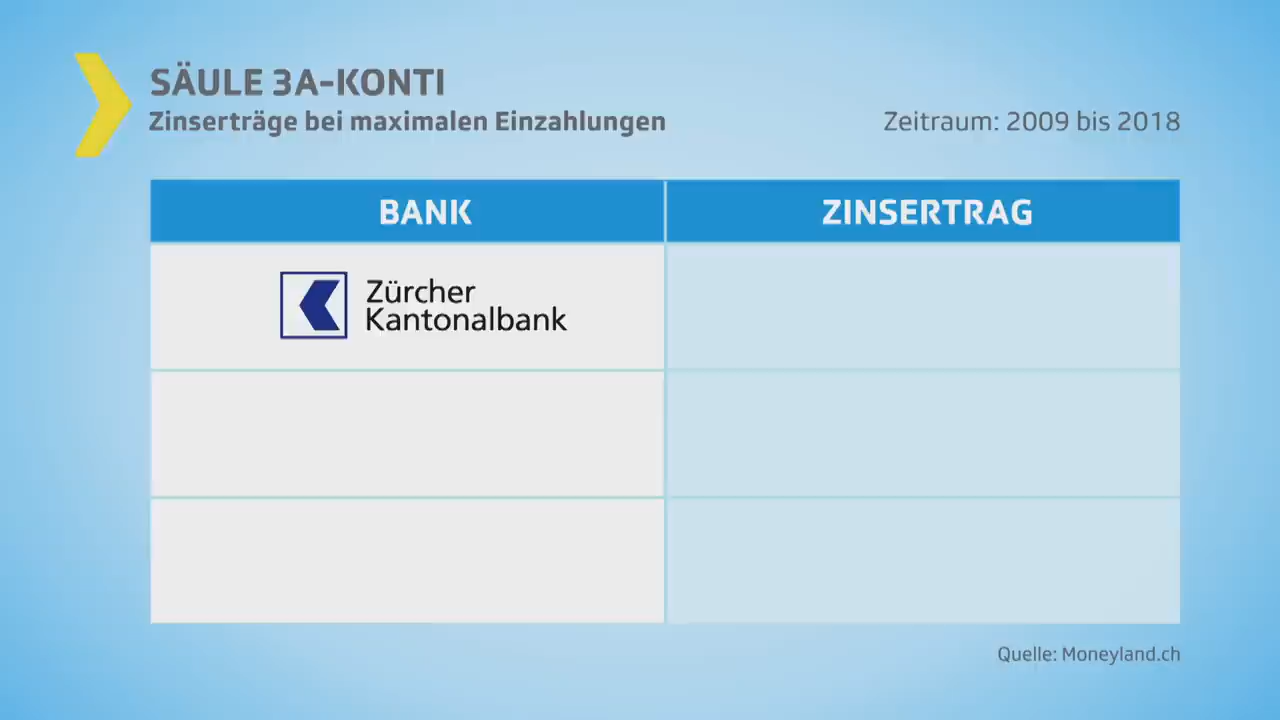 SÄULE 3A-KONTI
Zinserträge bei maximalen Einzahlungen
Zeitraum: 2009 bis 2018
BANK
ZINSERTRAG
Zürcher
Kantonalbank
Quelle: Moneyland.ch